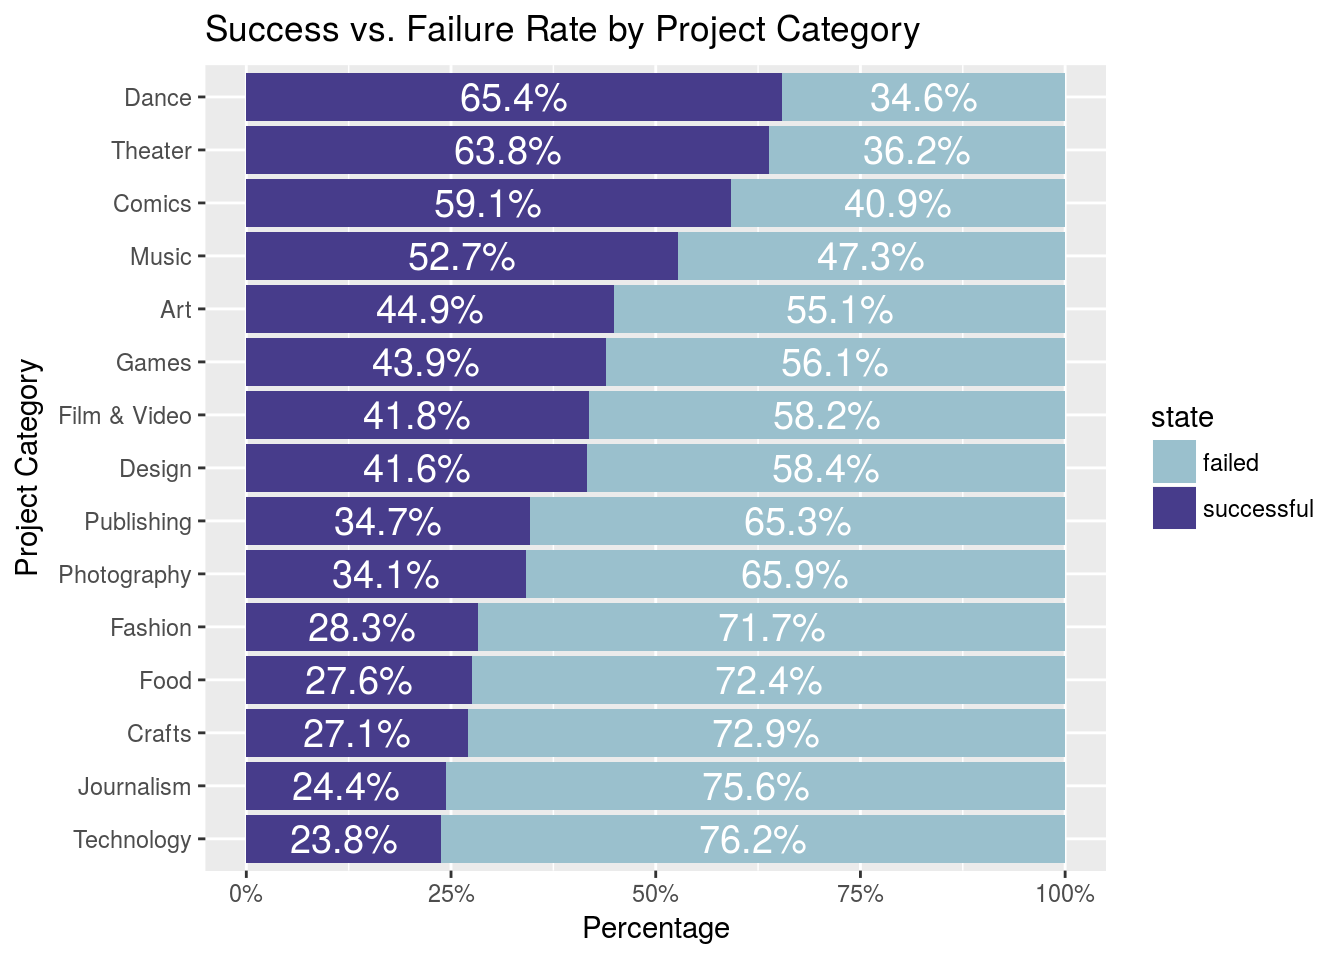 Success vs. Failure Rate by Project Category
Project Category
Dance 65.4% 34.6%
Theater 63.8% 36.2%
Comics 59.1% 40.9%
Music 52.7% 47.3%
Art 44.9% 55.1%
Games 43.9% 56.1%
Film & Video 41.8% 58.2%
Design 41.6% 58.4%
Publishing 34.7% 65.3%
Photography 34.1% 65.9%
Fashion 28.3% 71.7%
Food 27.6% 72.4%
Crafts 27.1% 72.9%
Journalism 24.4% 75.6%
Technology 23.8% 76.2%
0% 25% 50% 75% 100%
Percentage
state
failed
successful